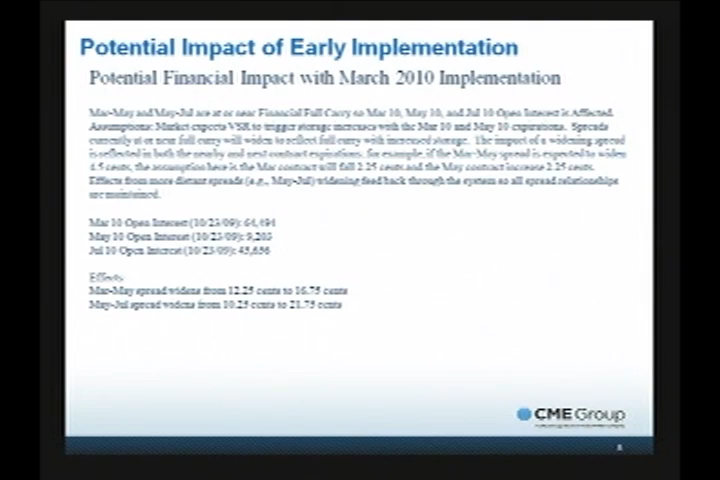 Potential Impact of Early Implementation
Potential Financial Impact with March 2010 Implementation
Mar-May and May-Jul are at or near Financial Full Carry so Mar 10, May 10, and Jul 10 Open Interest is Affected.
Assumptions: Market expects VSR to trigger storage increases with the Mar 10 and May 10 expirations. Spreads
currently at or near full carry will widen to reflect full carry with increased storage. The impact of a widening spread
is reflected in both the nearby and next contract expirations, for example, if the Mar-May spread is expected to widen
4.5 cents, the assumption here is the Mar contract will fall 2.25 cents and the May contract increase 2.25 cents.
Effects from more distant spreads (e.g., May-Jul) widening feed back through the system so all spread relationships
are maintained.
Mar 10 Open Interest (10/23/09): 64,494
May 10 Open Interest (10/23/09): 9,203
Jul 10 Open Interest (10/23/09): 45,656
Effects
Mar-May spread widens from 12.25 cents to 16.75 cents
May-Jul spread widens from 10.25 cents to 21.75 cents
CME Group